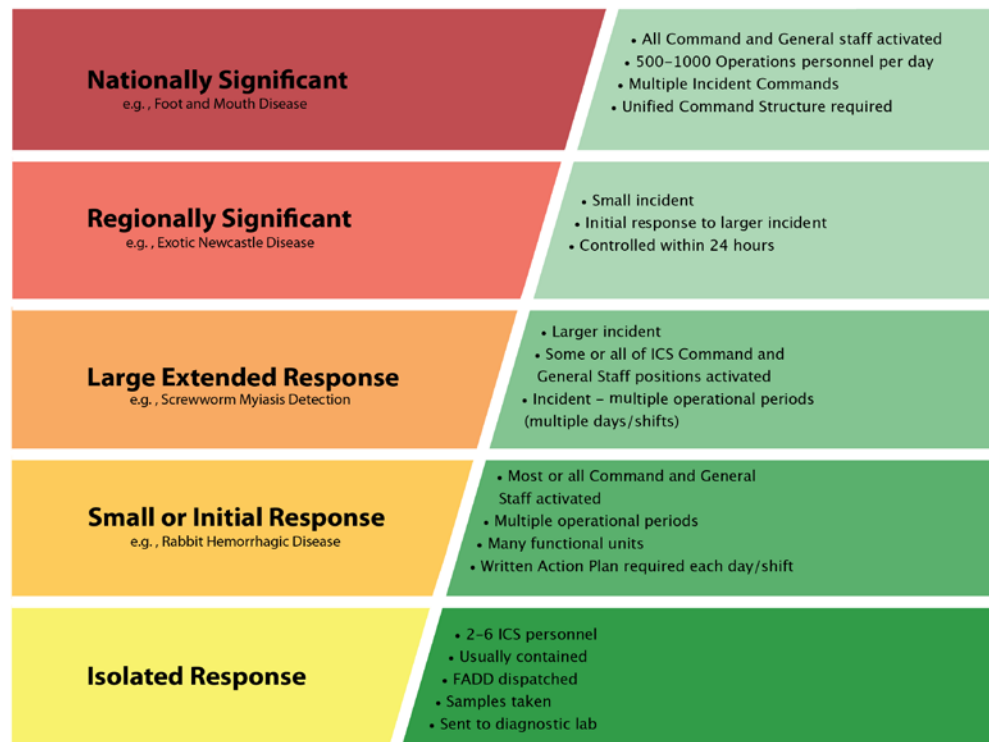 Nationally Significant
e.g., Foot and Mouth Disease
• All Command and General staff activated
• 500-1000 Operations personnel per day
• Multiple Incident Commands
• Unified Command Structure required
Regionally Significant
e.g. , Exotic Newcastle Disease
• Small incident
• Initial response to larger incident
• Controlled within 24 hours
Large Extended Response
e.g. , Screwworm Myiasis Detection
• Larger incident
• Some or all of ICS Command and
General Staff positions activated
• Incident – multiple operational periods
(multiple days/shifts)
Small or Initial Response
e.g. , Rabbit Hemorrhagic Disease
• Most or all Command and General
Staff activated
• Multiple operational periods
• Many functional units
• Written Action Plan required each day/shift
Isolated Response
• 2-6 ICS personnel
• Usually contained
• FADD dispatched
• Samples taken
• Sent to diagnostic lab